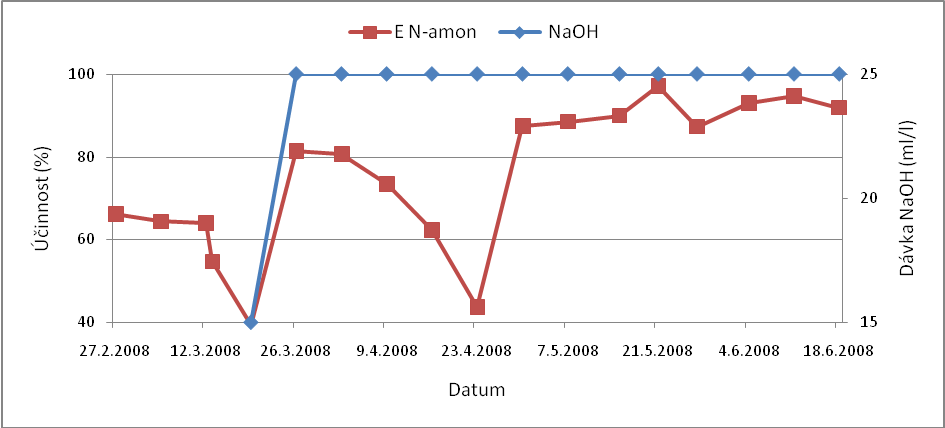 E N-amon NaOH
100 25
80
20
60
40 15
Účinnost (%)
Dávka NaOH (ml/l)
27.2.2008 12.3.2008 26.3.2008 9.4.2008 23.4.2008 7.5.2008 21.5.2008 4.6.2008 18.6.2008
Datum